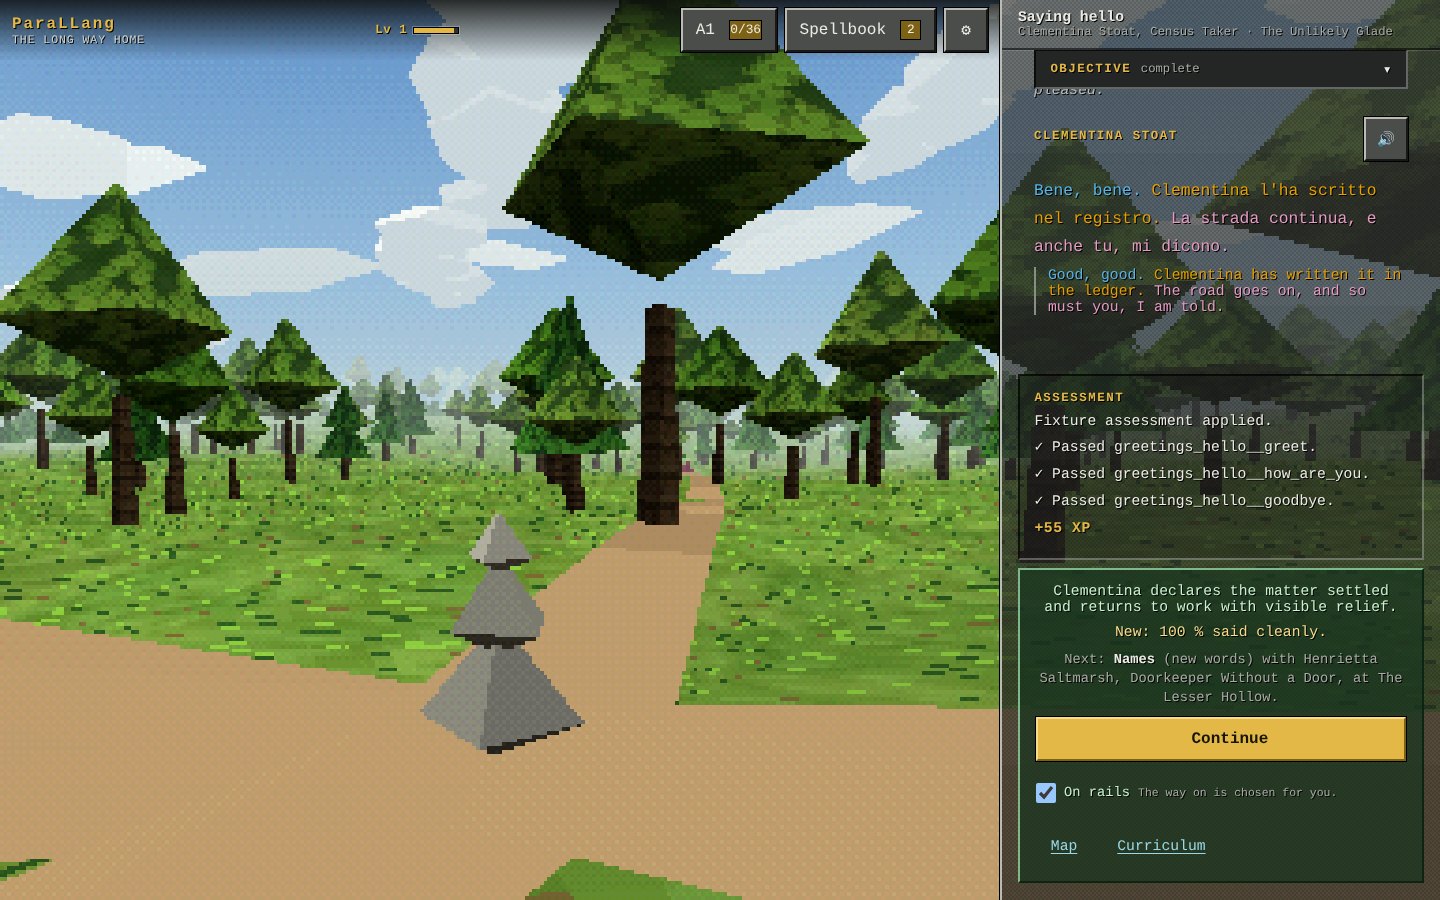 ParaLLang
THE LONG WAY HOME
Lv 1
A1 0/36
Spellbook 2
Saying hello
Clementina Stoat, Census Taker · The Unlikely Glade
OBJECTIVE complete
pleased.
CLEMENTINA STOAT
Bene, bene. Clementina l'ha scritto
nel registro. La strada continua, e
anche tu, mi dicono.
Good, good. Clementina has written it in
the ledger. The road goes on, and so
must you, I am told.
ASSESSMENT
Fixture assessment applied.
✓ Passed greetings_hello__greet.
✓ Passed greetings_hello__how_are_you.
✓ Passed greetings_hello__goodbye.
+55 XP
Clementina declares the matter settled
and returns to work with visible relief.
New: 100 % said cleanly.
Next: Names (new words) with Henrietta
Saltmarsh, Doorkeeper Without a Door, at The
Lesser Hollow.
Continue
On rails The way on is chosen for you.
Map
Curriculum